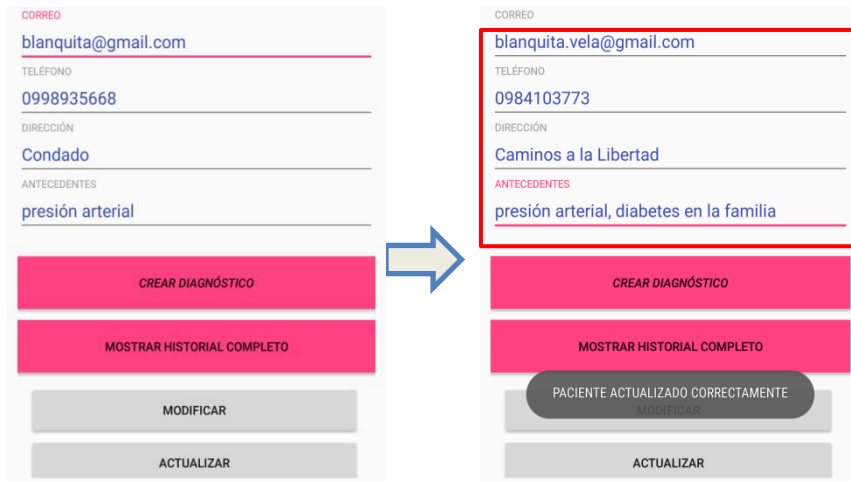 CORREO
blanquita@gmail.com
TELÉFONO
0998935668
DIRECCIÓN
Condado
ANTECEDENTES
presión arterial
CREAR DIAGNÓSTICO
MOSTRAR HISTORIAL COMPLETO
MODIFICAR
ACTUALIZAR
CORREO
blanquita.vela@gmail.com
TELÉFONO
0984103773
DIRECCIÓN
Caminos a la Libertad
ANTECEDENTES
presión arterial, diabetes en la familia
CREAR DIAGNÓSTICO
MOSTRAR HISTORIAL COMPLETO
PACIENTE ACTUALIZADO CORRECTAMENTE
MODIFICAR
ACTUALIZAR